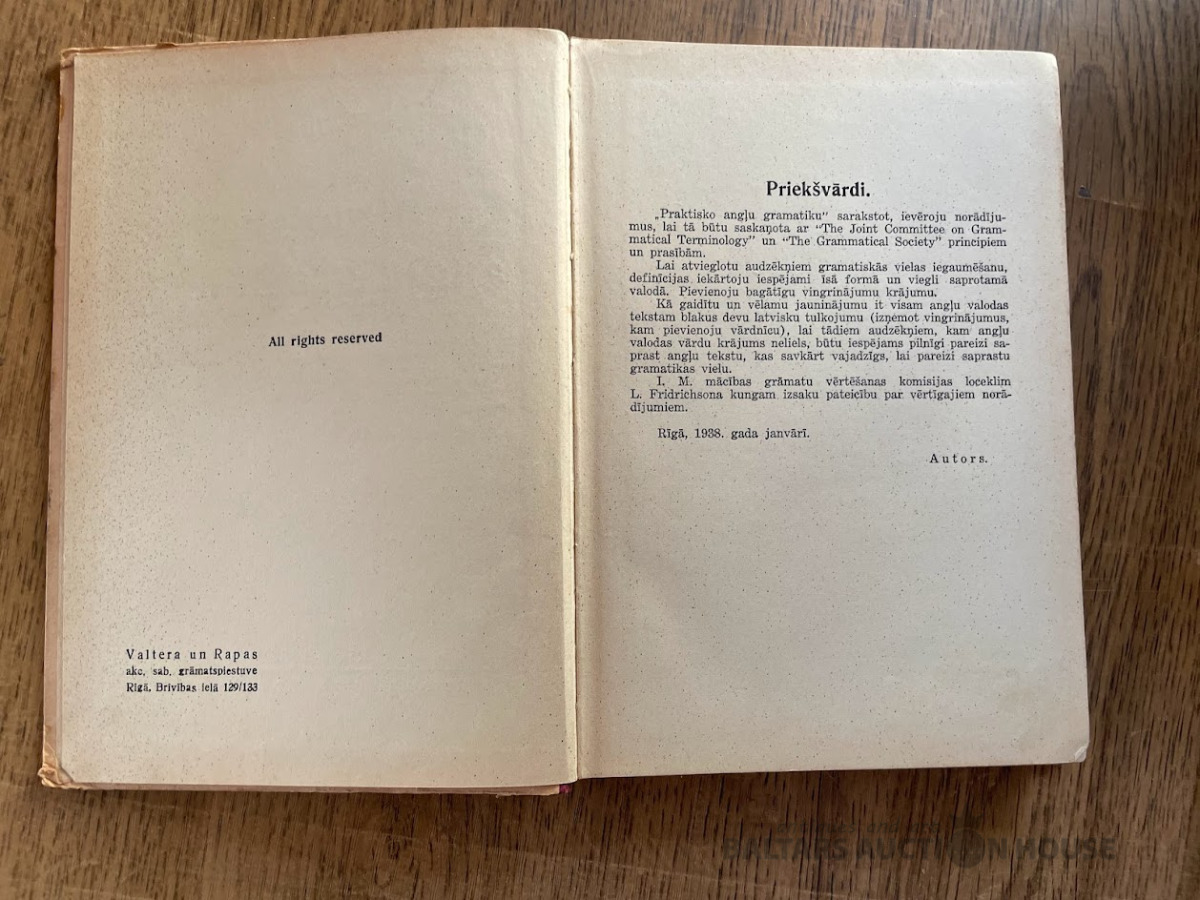 All rights reserved
Valtera un Rapas
akc. sab. grāmatspiestuve
Rīgā, Brīvības ielā 129/133
Priekšvārdi.
„Praktisko angļu gramatiku" sarakstot, ievēroju norādīju-
mus, lai tā būtu saskaņota ar “The Joint Committee on Gram-
matical Terminology” un “The Grammatical Society” principiem
un prasībām.
Lai atvieglotu audzēkņiem gramatiskās vielas iegaumēšanu,
definīcijas iekārtoju iespējami īsā formā un viegli saprotamā
valodā. Pievienoju bagātīgu vingrinājumu krājumu.
Kā gaidītu un vēlamu jauninājumu it visam angļu valodas
tekstam blakus devu latvisku tulkojumu (izņemot vingrinājumus,
kam pievienoju vārdnīcu), lai tādiem audzēkņiem, kam angļu
valodas vārdu krājums neliels, būtu iespējams pilnīgi pareizi sa-
prast angļu tekstu, kas savkārt vajadzīgs, lai pareizi saprastu
gramatikas vielu.
I. M. mācības grāmatu vērtēšanas komisijas loceklim
L. Fridrichsona kungam izsaku pateicību par vērtīgajiem norā-
dījumiem.
Rīgā, 1938. gada janvārī.
Autors.
BALTAES AUCTION HOUSE